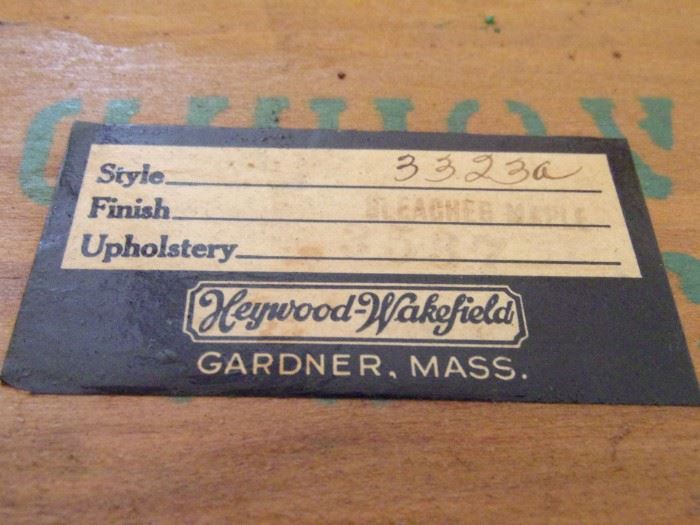 Style 3323a
Finish BLEACHED MAPLE
Upholstery
Heywood-Wakefield
GARDNER, MASS.